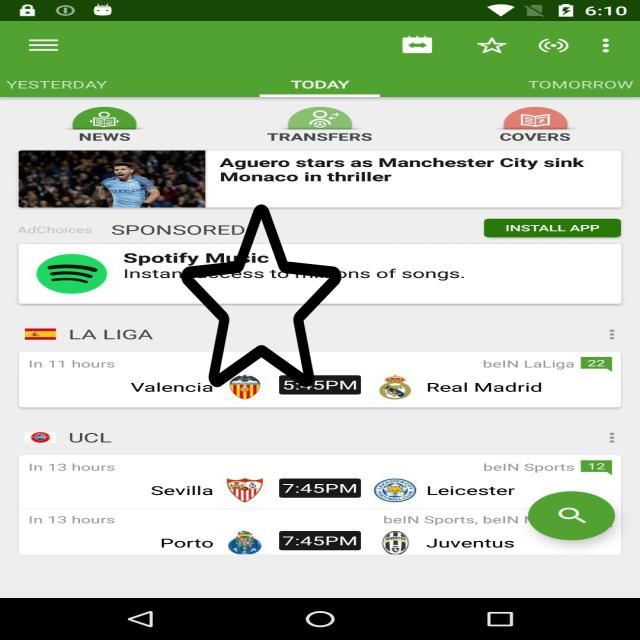 6:10
YESTERDAY TODAY TOMORROW
NEWS TRANSFERS COVERS
Aguero stars as Manchester City sink
Monaco in thriller
AdChoices SPONSORED INSTALL APP
Spotify Music
Instant access to millions of songs.
LA LIGA
In 11 hours beIN LaLiga 22
Valencia 5:45PM Real Madrid
UCL
In 13 hours beIN Sports 12
Sevilla 7:45PM Leicester
In 13 hours beIN Sports, beIN
Porto 7:45PM Juventus